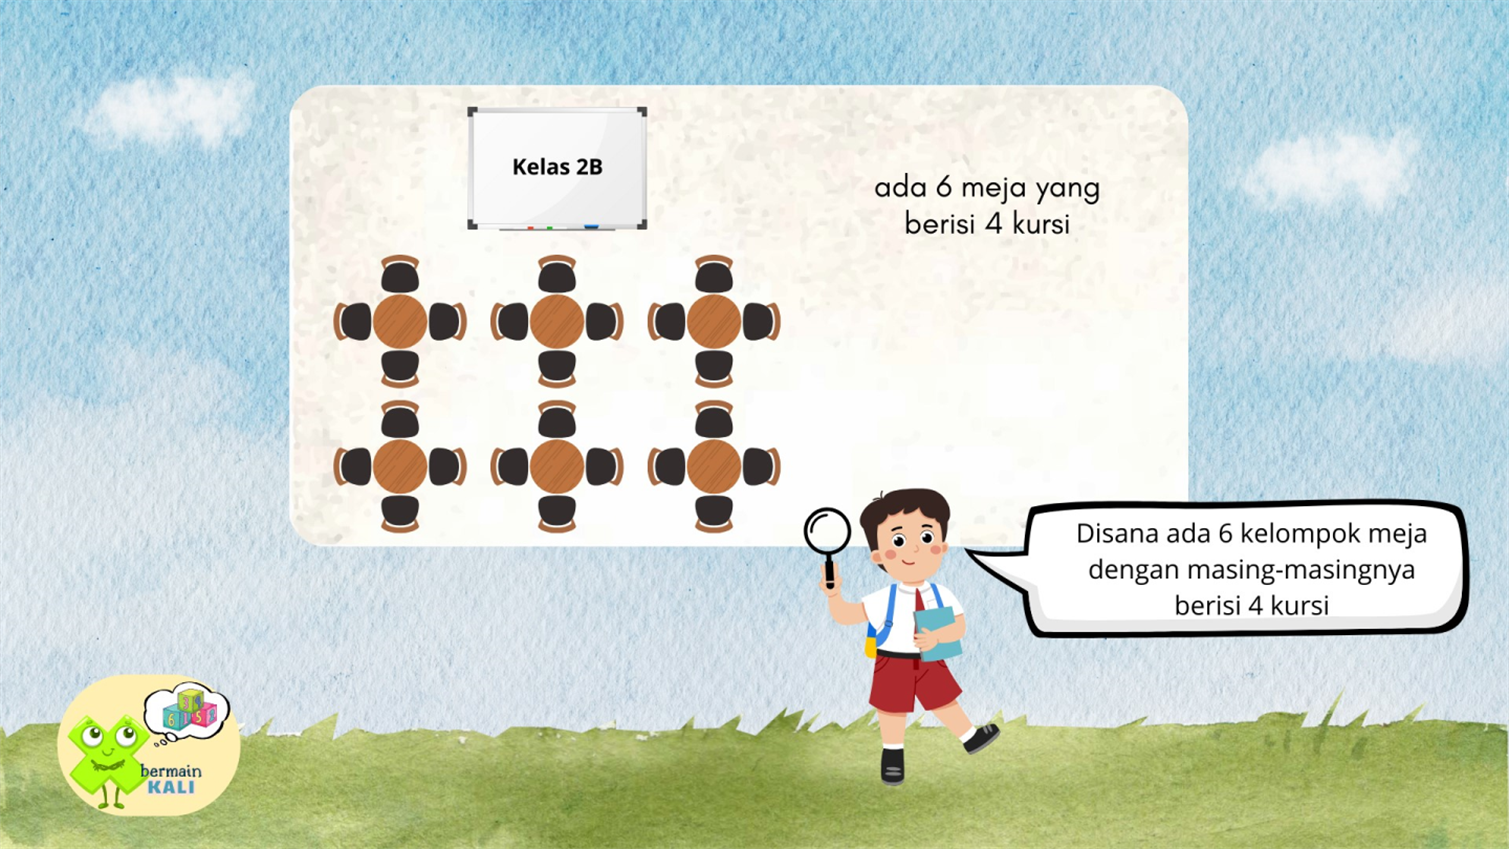 Kelas 2B
ada 6 meja yang
berisi 4 kursi
Disana ada 6 kelompok meja
dengan masing-masingnya
berisi 4 kursi
bermain
KALI